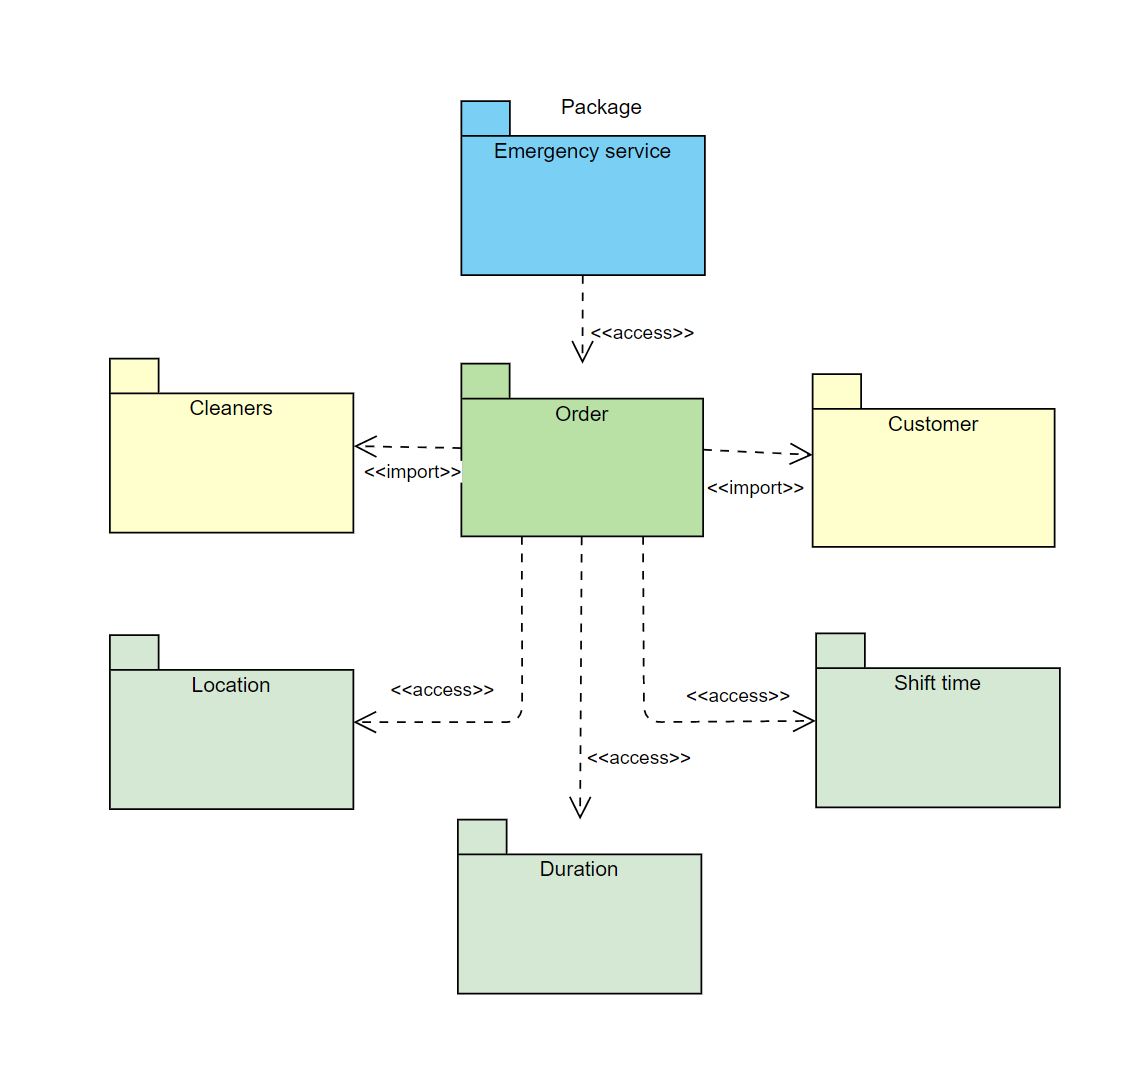 Package
Emergency service
<<access>>
Cleaners
Order
Customer
<<import>>
<<import>>
Location
Shift time
<<access>>
<<access>>
<<access>>
Duration